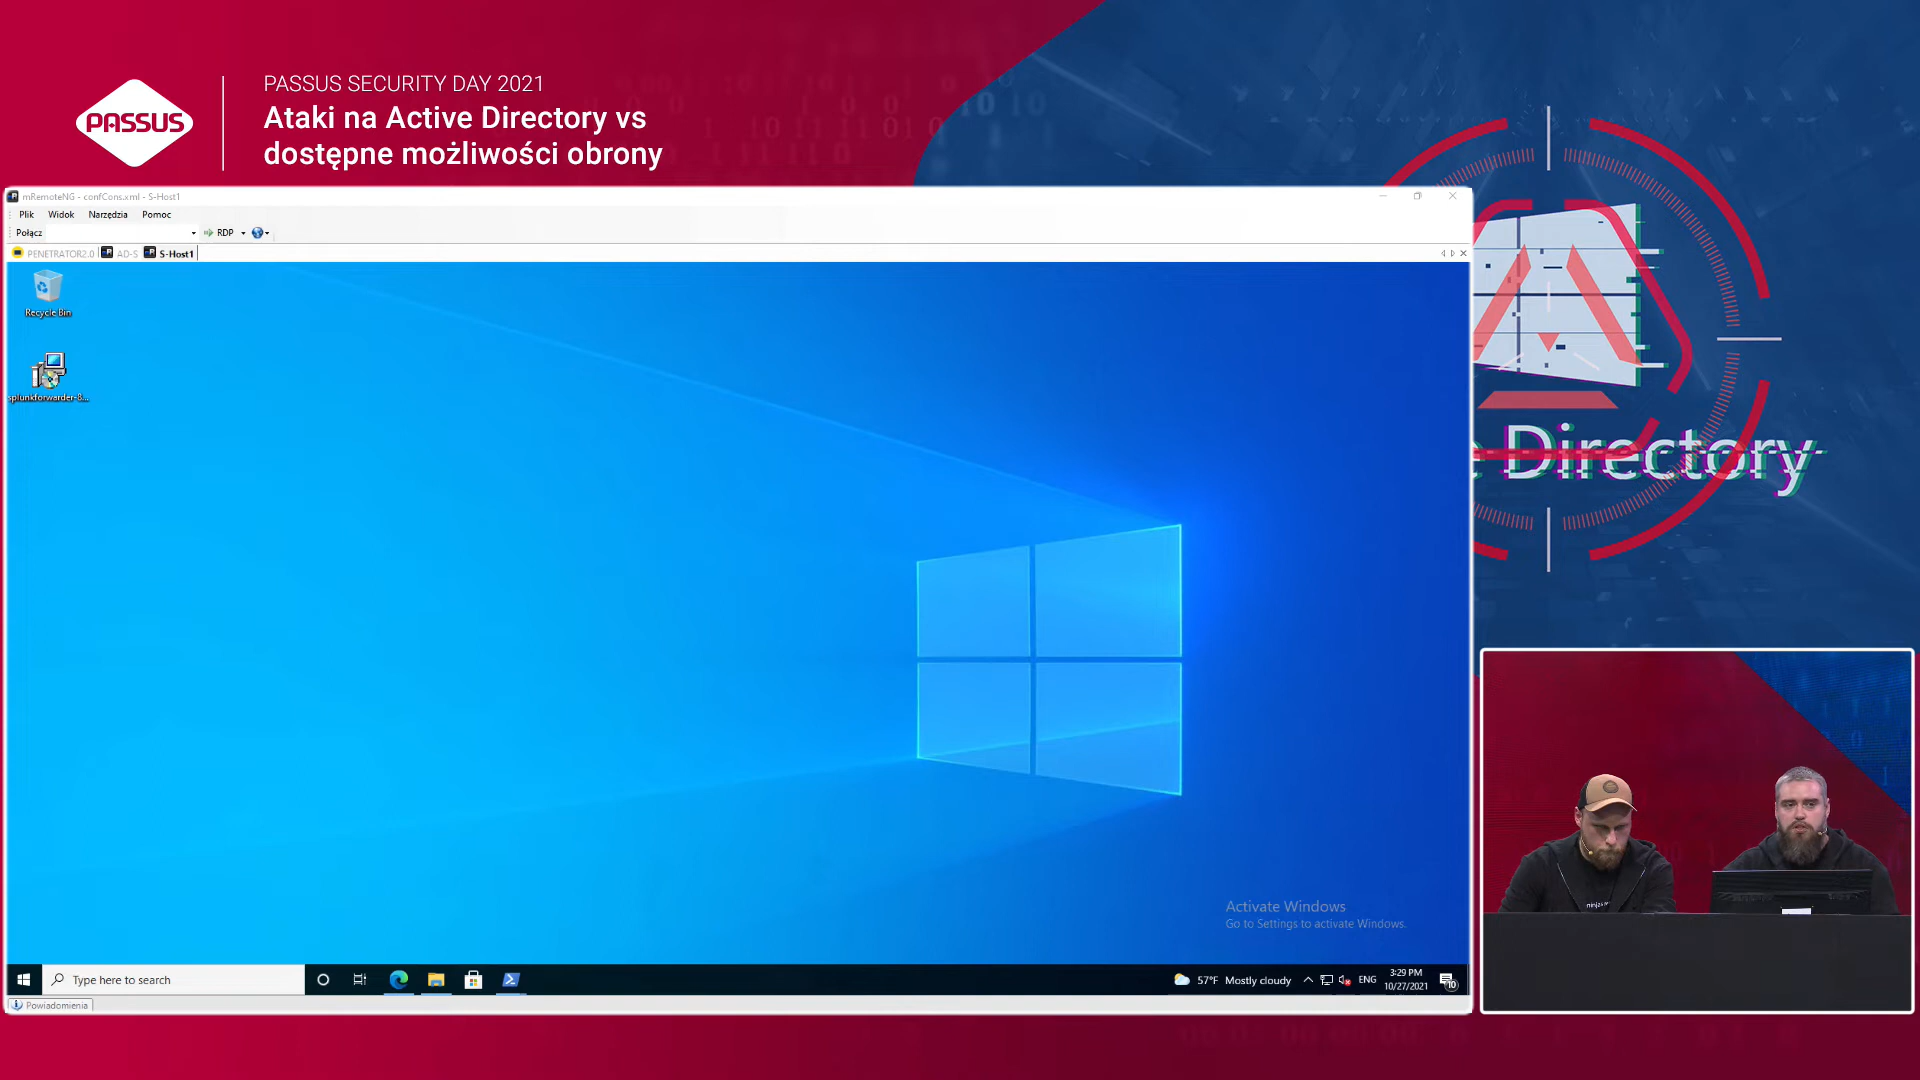 PASSUS
PASSUS SECURITY DAY 2021
Ataki na Active Directory vs
dostępne możliwości obrony
mRemoteNG - confCons.xml - S-Host1
Plik Widok Narzędzia Pomoc
Połącz RDP
PENETRATOR2.0 AD-S S-Host1
Recycle Bin
splunkforwarder-8...
e Directory
Activate Windows
Go to Settings to activate Windows.
Type here to search
57°F Mostly cloudy ENG 3:29 PM
10/27/2021
10
Powiadomienia